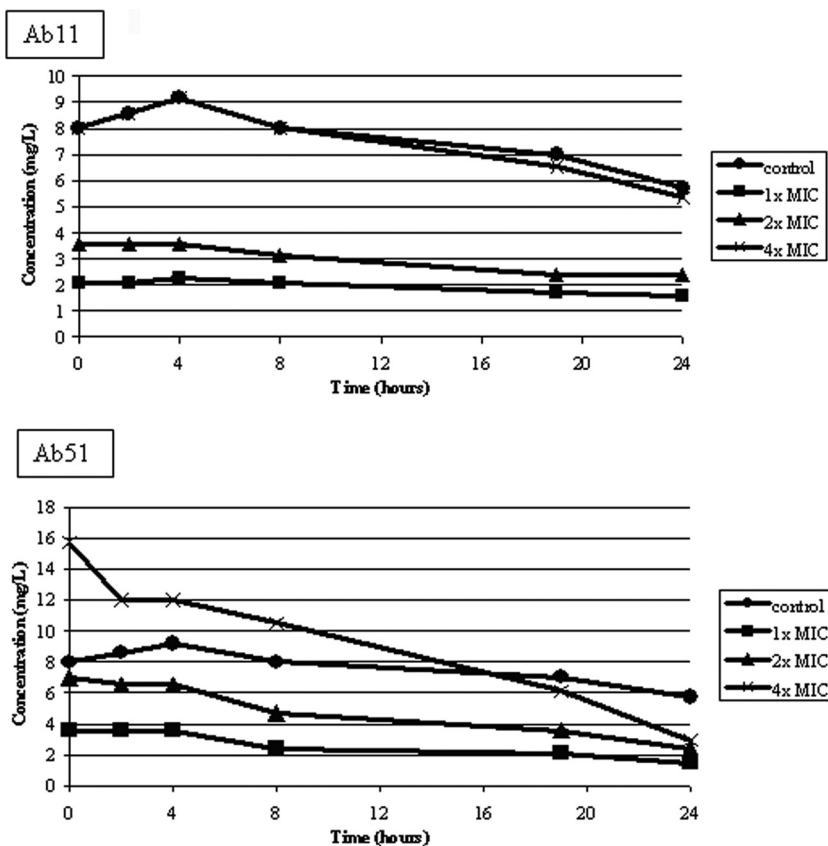 Ab11
Concentration (mg/L)
10
9
8
7
6
5
4
3
2
1
0
0 4 8 12 16 20 24
Time (hours)
control
1x MIC
2x MIC
4x MIC
Ab51
Concentration (mg/L)
18
16
14
12
10
8
6
4
2
0
0 4 8 12 16 20 24
Time (hours)
control
1x MIC
2x MIC
4x MIC